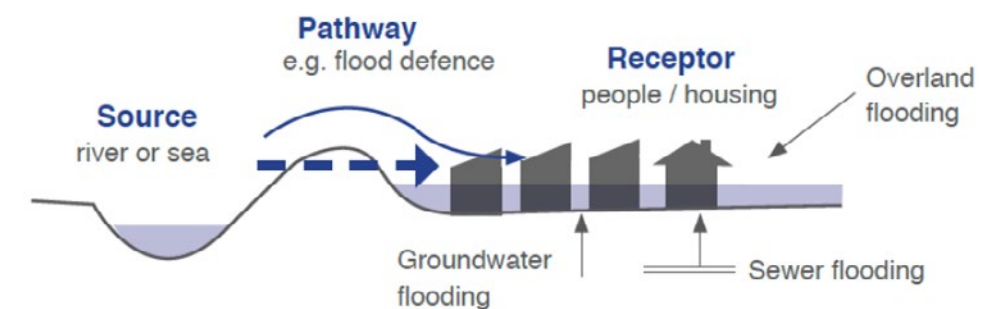 Pathway
e.g. flood defence
Receptor
people / housing
Overland
flooding
Source
river or sea
Groundwater
flooding
Sewer flooding